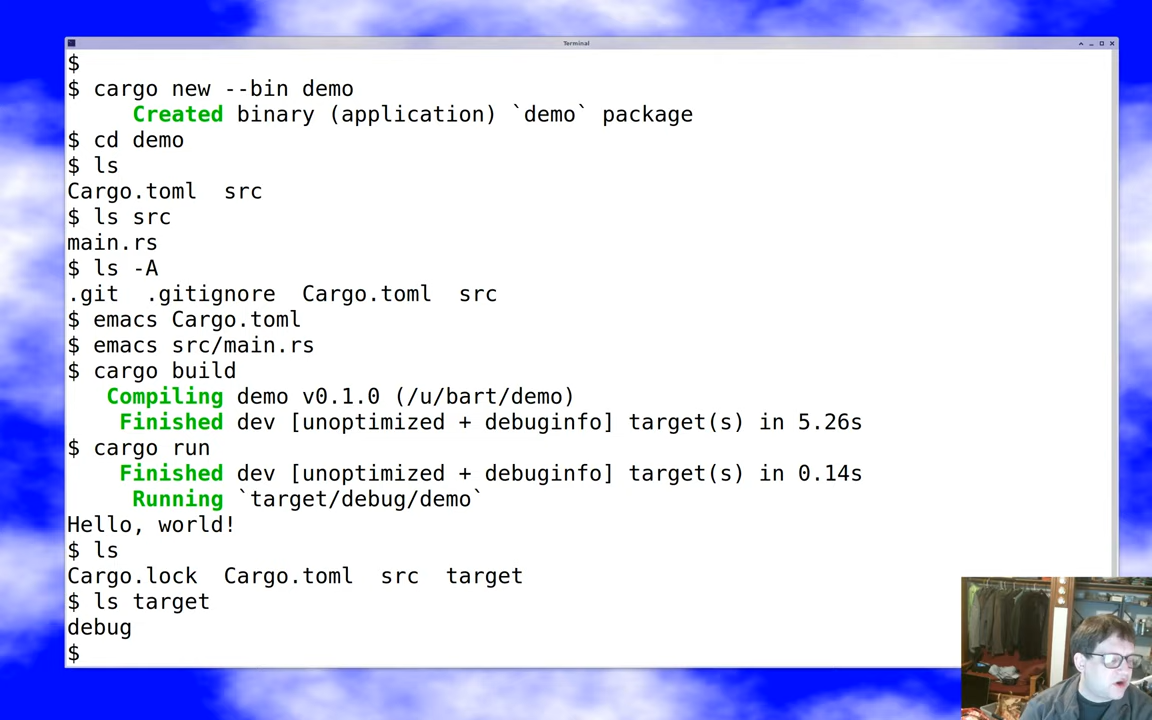 Terminal
$
$ cargo new --bin demo
Created binary (application) `demo` package
$ cd demo
$ ls
Cargo.toml  src
$ ls src
main.rs
$ ls -A
.git  .gitignore  Cargo.toml  src
$ emacs Cargo.toml
$ emacs src/main.rs
$ cargo build
Compiling demo v0.1.0 (/u/bart/demo)
Finished dev [unoptimized + debuginfo] target(s) in 5.26s
$ cargo run
Finished dev [unoptimized + debuginfo] target(s) in 0.14s
Running `target/debug/demo`
Hello, world!
$ ls
Cargo.lock  Cargo.toml  src  target
$ ls target
debug
$